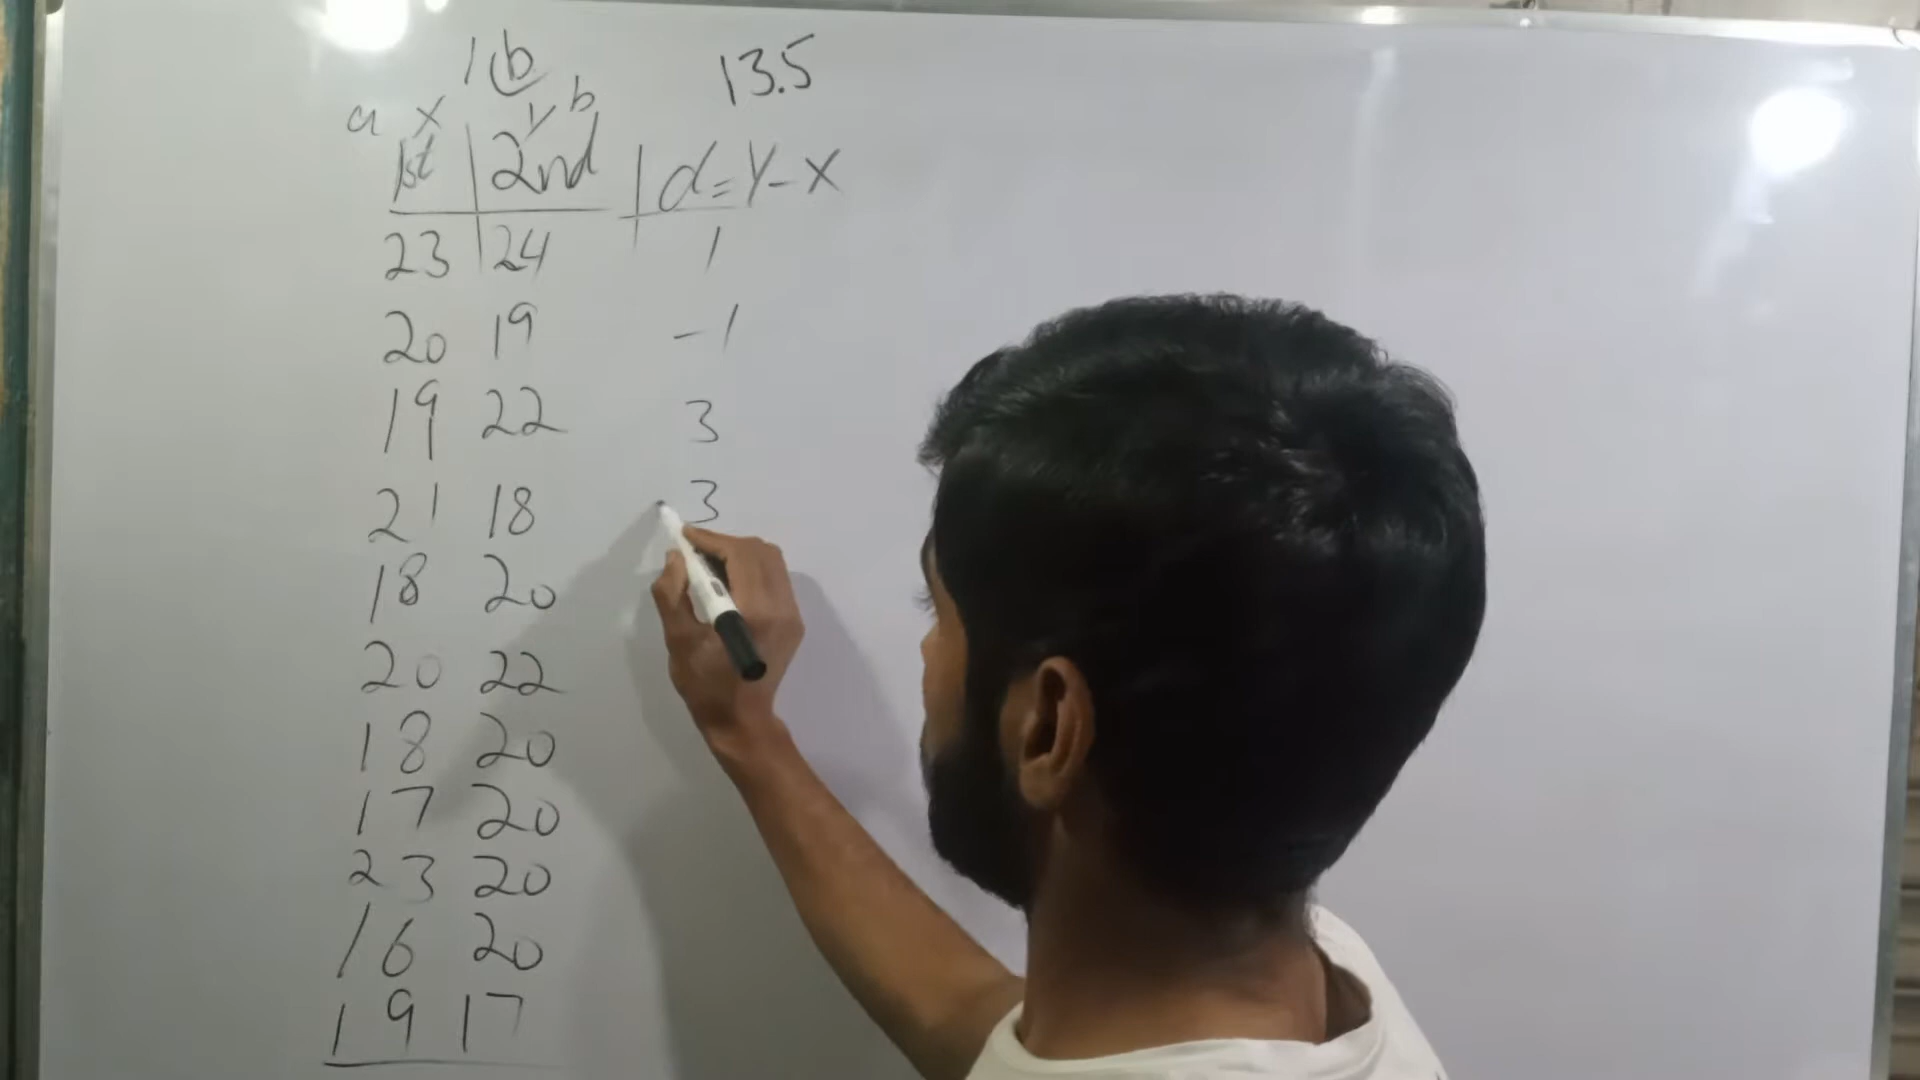 1 b 13.5
a x y b
1st 2nd d = y - x
23 24 1
20 19 -1
19 22 3
21 18 3
18 20
20 22
18 20
17 20
23 20
16 20
19 17